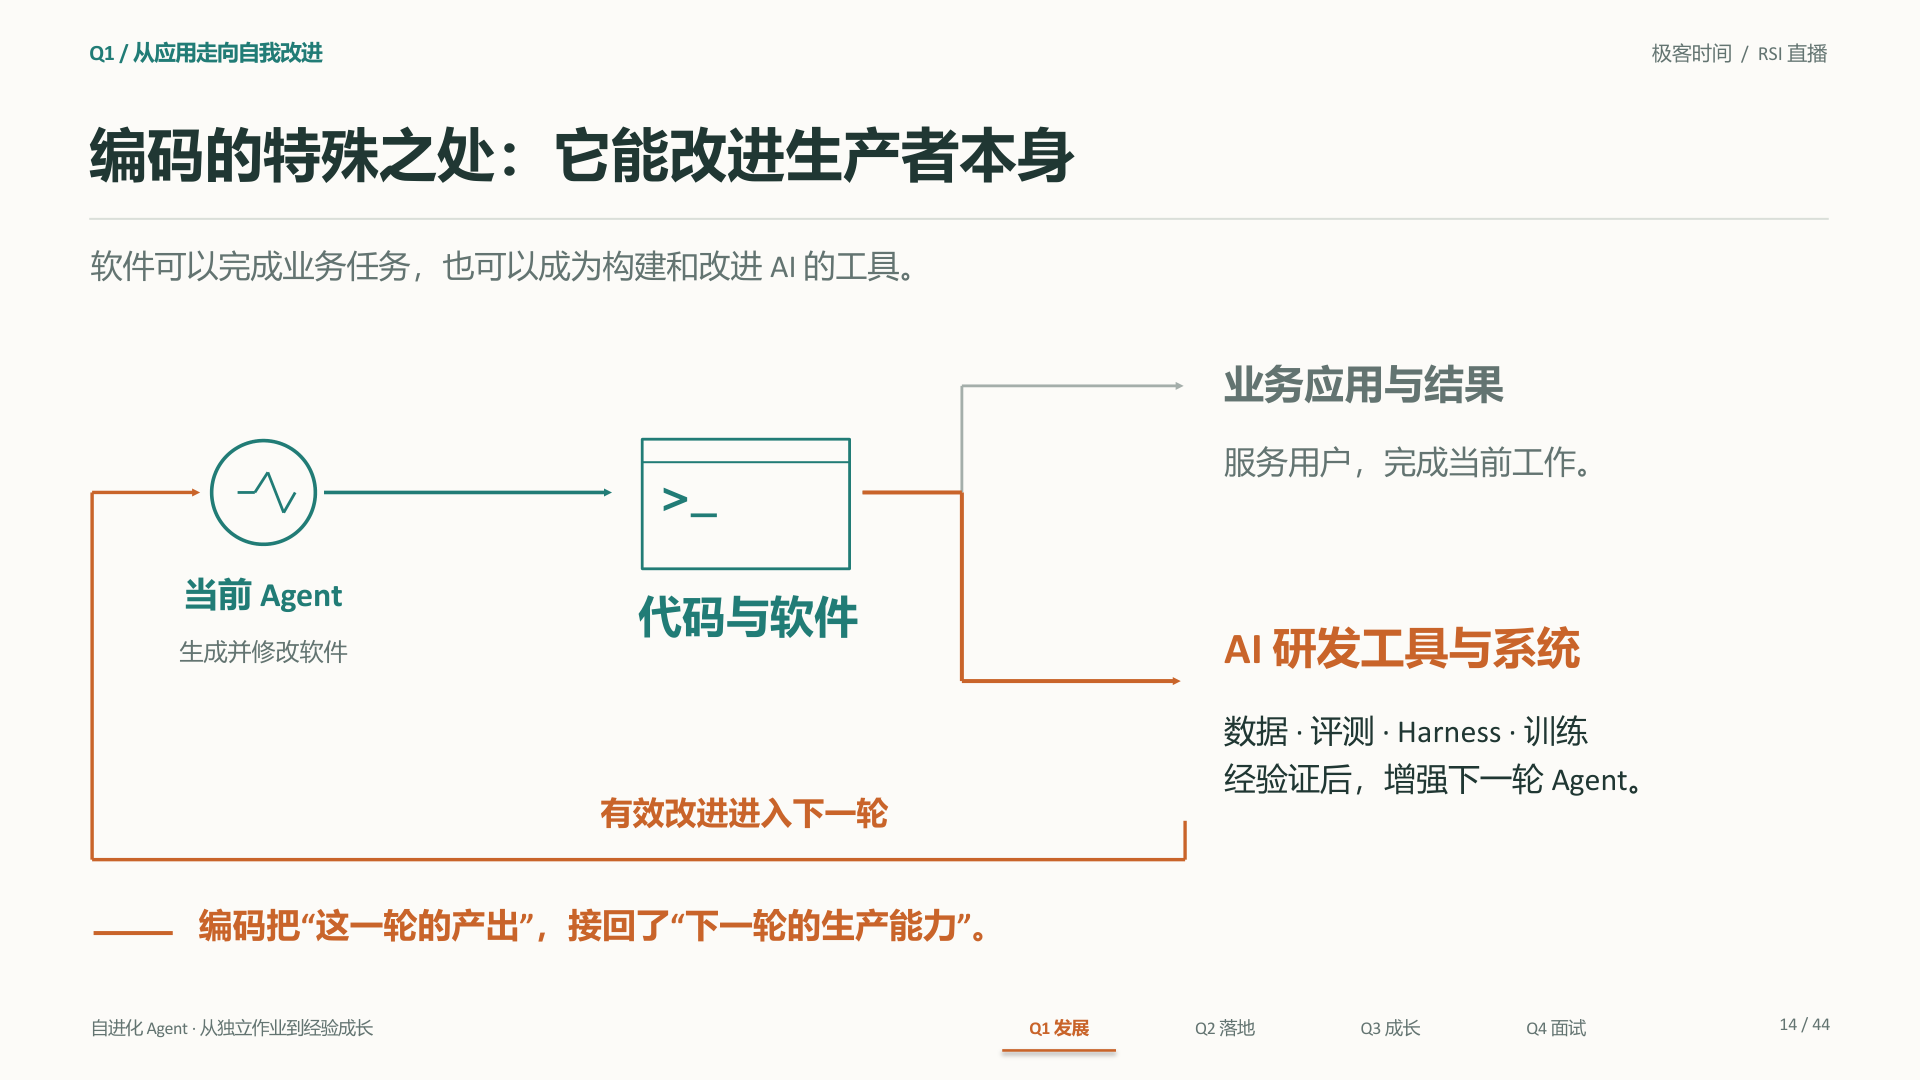 Q1 / 从应用走向自我改进
极客时间 / RSI 直播
编码的特殊之处：它能改进生产者本身
软件可以完成业务任务，也可以成为构建和改进 AI 的工具。
业务应用与结果
服务用户，完成当前工作。
>_
当前 Agent
生成并修改软件
代码与软件
AI 研发工具与系统
数据 · 评测 · Harness · 训练
经验证后，增强下一轮 Agent。
有效改进进入下一轮
编码把“这一轮的产出”，接回了“下一轮的生产能力”。
自进化 Agent · 从独立作业到经验成长
Q1 发展
Q2 落地
Q3 成长
Q4 面试
14 / 44